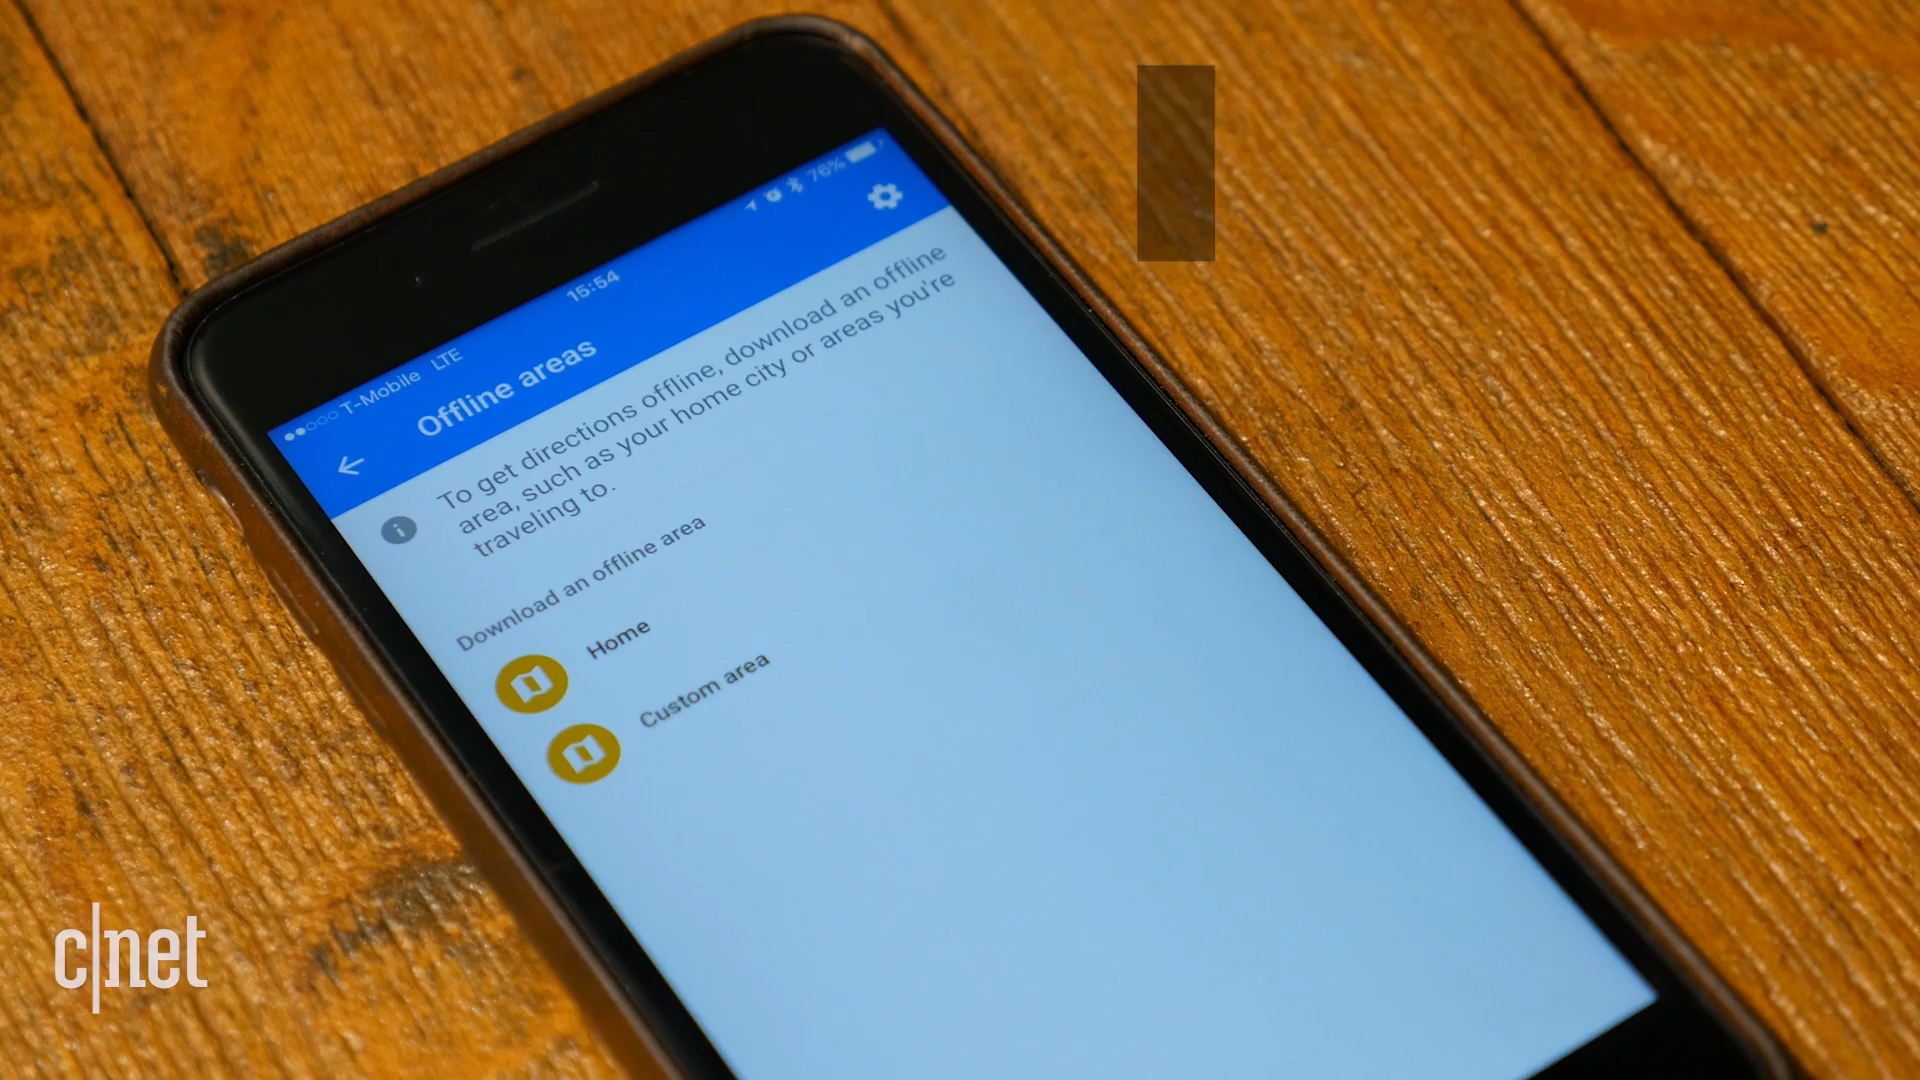 T-Mobile LTE
15:54
76%
Offline areas
To get directions offline, download an offline
area, such as your home city or areas you're
traveling to.
Download an offline area
Home
Custom area
c|net